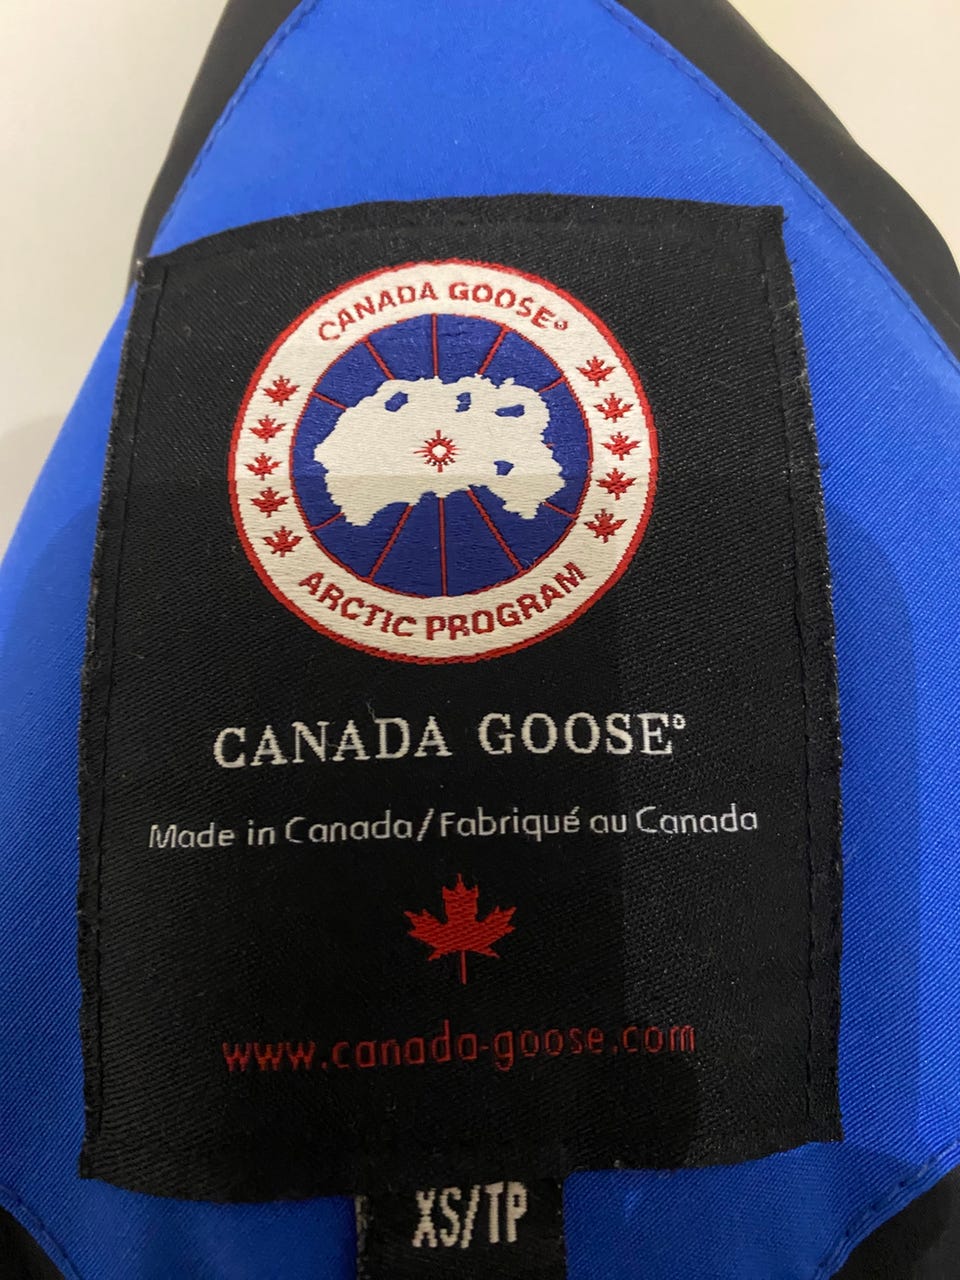 CANADA GOOSE®
ARCTIC PROGRAM
CANADA GOOSE®
Made in Canada/Fabriqué au Canada
www.canada-goose.com
XS/TP